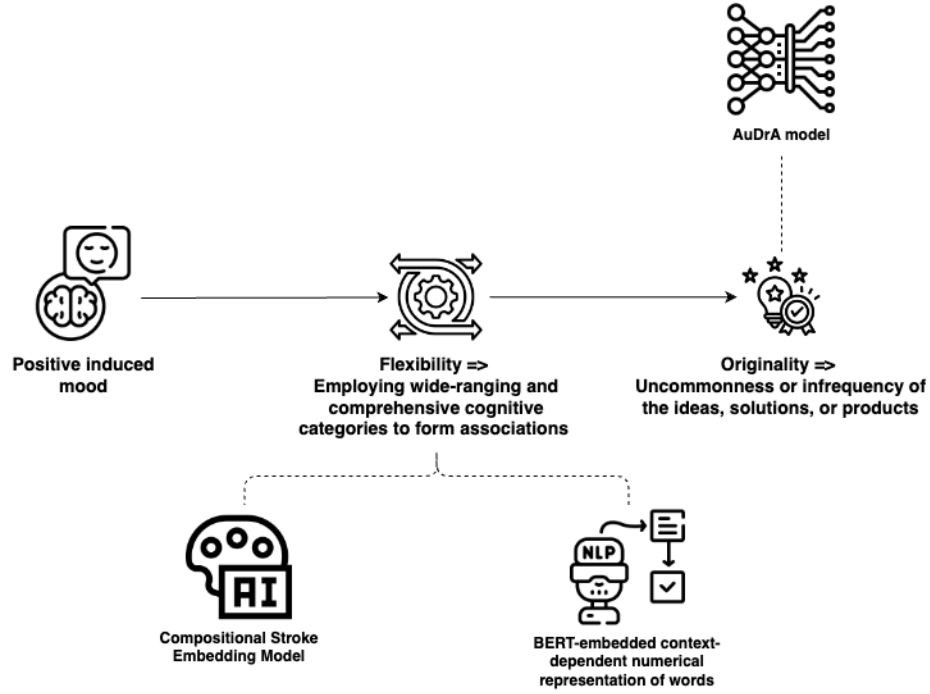 AuDrA model
Positive induced
mood
Flexibility =>
Employing wide-ranging and
comprehensive cognitive
categories to form associations
Originality =>
Uncommonness or infrequency of
the ideas, solutions, or products
AI
Compositional Stroke
Embedding Model
NLP
BERT-embedded context-
dependent numerical
representation of words